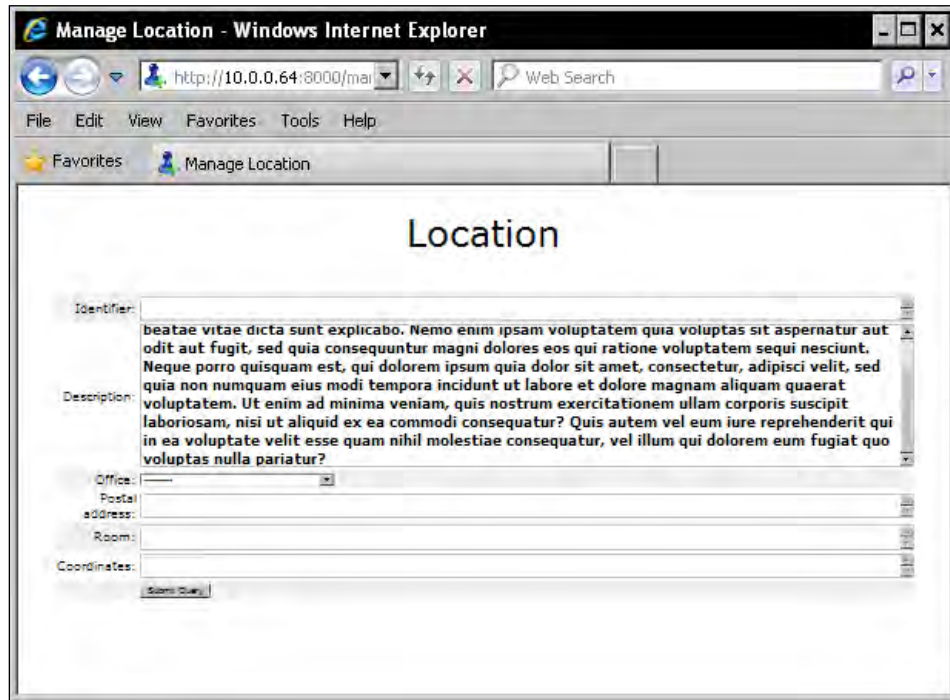 Manage Location - Windows Internet Explorer
http://10.0.0.64:8000/mai
Web Search
File Edit View Favorites Tools Help
Favorites Manage Location
Location
Identifier:
beatae vitae dicta sunt explicabo. Nemo enim ipsam voluptatem quia voluptas sit aspernatur aut
odit aut fugit, sed quia consequuntur magni dolores eos qui ratione voluptatem sequi nesciunt.
Neque porro quisquam est, qui dolorem ipsum quia dolor sit amet, consectetur, adipisci velit, sed
quia non numquam eius modi tempora incidunt ut labore et dolore magnam aliquam quaerat
Description: voluptatem. Ut enim ad minima veniam, quis nostrum exercitationem ullam corporis suscipit
laboriosam, nisi ut aliquid ex ea commodi consequatur? Quis autem vel eum iure reprehenderit qui
in ea voluptate velit esse quam nihil molestiae consequatur, vel illum qui dolorem eum fugiat quo
voluptas nulla pariatur?
Office: ------
Postal
address:
Room:
Coordinates:
Submit Query